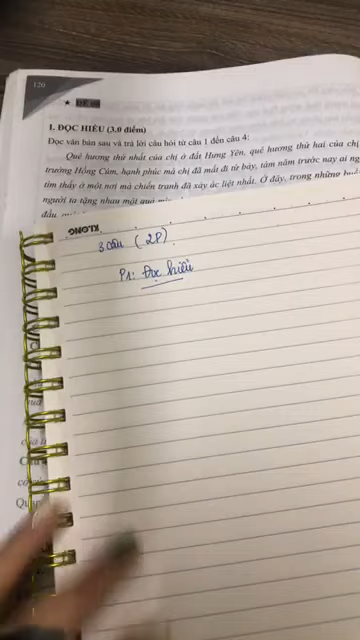 120
I. ĐỌC HIỂU (3.0 điểm)
Đọc văn bản sau và trả lời câu hỏi từ câu 1 đến câu 4:
Quê hương thứ nhất của chị ở đất Hưng Yên, quê hương thứ hai của chị
trường Hồng Cúm, hạnh phúc mà chị đã mất đi từ bảy, tám năm trước nay ai ng
tìm thấy ở một nơi mà chiến tranh đã xảy ác liệt nhất. Ở đây, trong những
người ta tặng nhau một quả
KLONG
3 câu (2P)
P1: Đọc hiểu